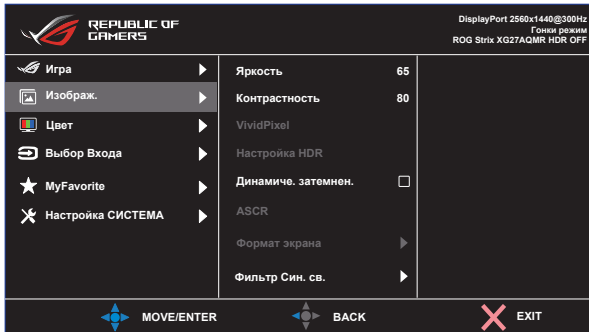 REPUBLIC OF
GAMERS
DisplayPort 2560x1440@300Hz
Гонки режим
ROG Strix XG27AQMR HDR OFF
Игра
Изображ.
Цвет
Выбор Входа
MyFavorite
Настройка СИСТЕМА
Яркость 65
Контрастность 80
VividPixel
Настройка HDR
Динамиче. затемнен.
ASCR
Формат экрана
Фильтр Син. св.
MOVE/ENTER
BACK
EXIT